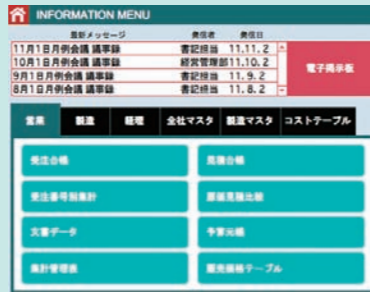 INFORMATION MENU
最新メッセージ 発信者 発信日
11月1日月例会議 議事録 書記担当 11.11.2
10月1日月例会議 議事録 経営管理部 11.10.2
9月1日月例会議 議事録 書記担当 11.9.2
8月1日月例会議 議事録 書記担当 11.8.2
電子掲示板
営業 製造 経理 全社マスタ 製造マスタ コストテーブル
受注台帳 見積台帳
受注番号別集計 原価見積比較
文書データ 予算元帳
集計管理表 販売価格テーブル